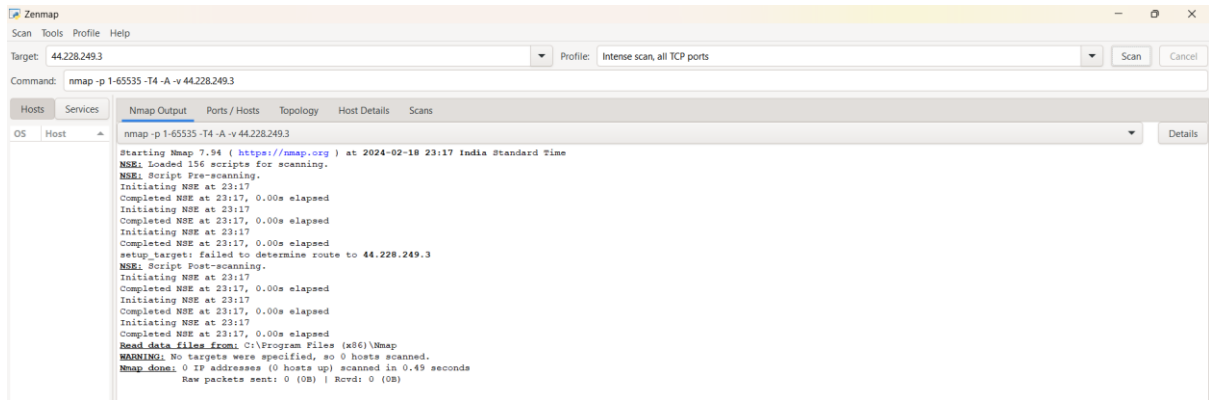 Zenmap
Scan Tools Profile Help
Target: 44.228.249.3 Profile: Intense scan, all TCP ports Scan Cancel
Command: nmap -p 1-65535 -T4 -A -v 44.228.249.3
Hosts Services Nmap Output Ports / Hosts Topology Host Details Scans
OS Host nmap -p 1-65535 -T4 -A -v 44.228.249.3 Details
Starting Nmap 7.94 ( https://nmap.org ) at 2024-02-18 23:17 India Standard Time
NSE: Loaded 156 scripts for scanning.
NSE: Script Pre-scanning.
Initiating NSE at 23:17
Completed NSE at 23:17, 0.00s elapsed
Initiating NSE at 23:17
Completed NSE at 23:17, 0.00s elapsed
Initiating NSE at 23:17
Completed NSE at 23:17, 0.00s elapsed
setup_target: failed to determine route to 44.228.249.3
NSE: Script Post-scanning.
Initiating NSE at 23:17
Completed NSE at 23:17, 0.00s elapsed
Initiating NSE at 23:17
Completed NSE at 23:17, 0.00s elapsed
Initiating NSE at 23:17
Completed NSE at 23:17, 0.00s elapsed
Read data files from: C:\Program Files (x86)\Nmap
WARNING: No targets were specified, so 0 hosts scanned.
Nmap done: 0 IP addresses (0 hosts up) scanned in 0.49 seconds
Raw packets sent: 0 (0B) | Rcvd: 0 (0B)